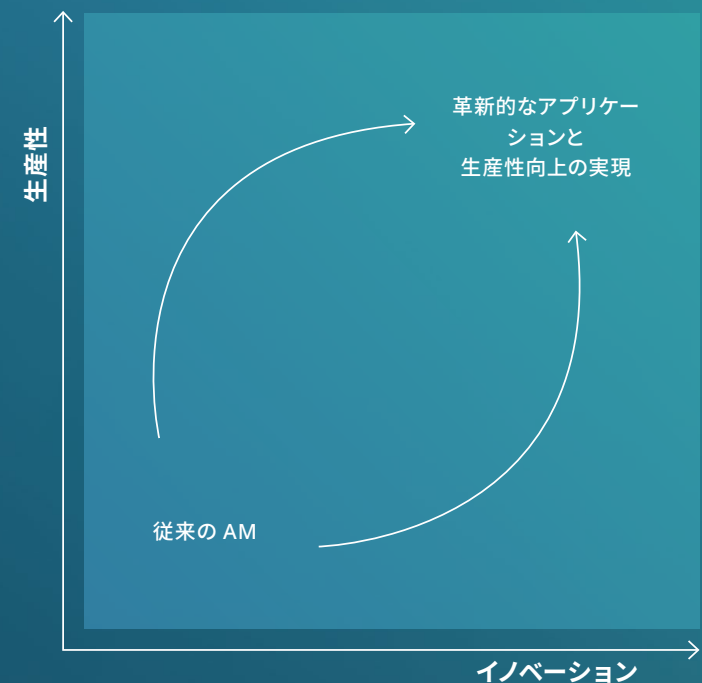 生産性
革新的なアプリケー
ションと
生産性向上の実現
従来の AM
イノベーション